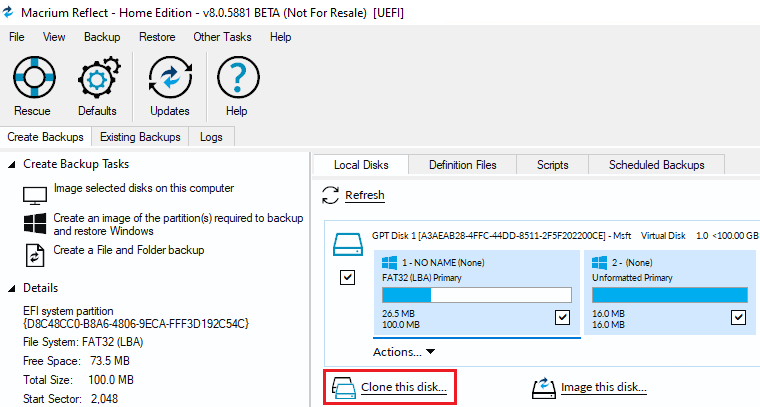 Macrium Reflect - Home Edition - v8.0.5881 BETA (Not For Resale)  [UEFI]
File View Backup Restore Other Tasks Help
Rescue Defaults Updates Help
Create Backups Existing Backups Logs
Create Backup Tasks
Image selected disks on this computer
Create an image of the partition(s) required to backup
and restore Windows
Create a File and Folder backup
Details
EFI system partition
{D8C48CC0-B8A6-4806-9ECA-FFF3D192C54C}
File System: FAT32 (LBA)
Free Space: 73.5 MB
Total Size: 100.0 MB
Start Sector: 2,048
Local Disks Definition Files Scripts Scheduled Backups
Refresh
GPT Disk 1 [A3AEAB28-4FFC-44DD-8511-2F5F202200CE] - Msft Virtual Disk 1.0 <100.00 GB
1 - NO NAME (None)
FAT32 (LBA) Primary
26.5 MB
100.0 MB
2 - (None)
Unformatted Primary
16.0 MB
16.0 MB
Actions...
Clone this disk... Image this disk...